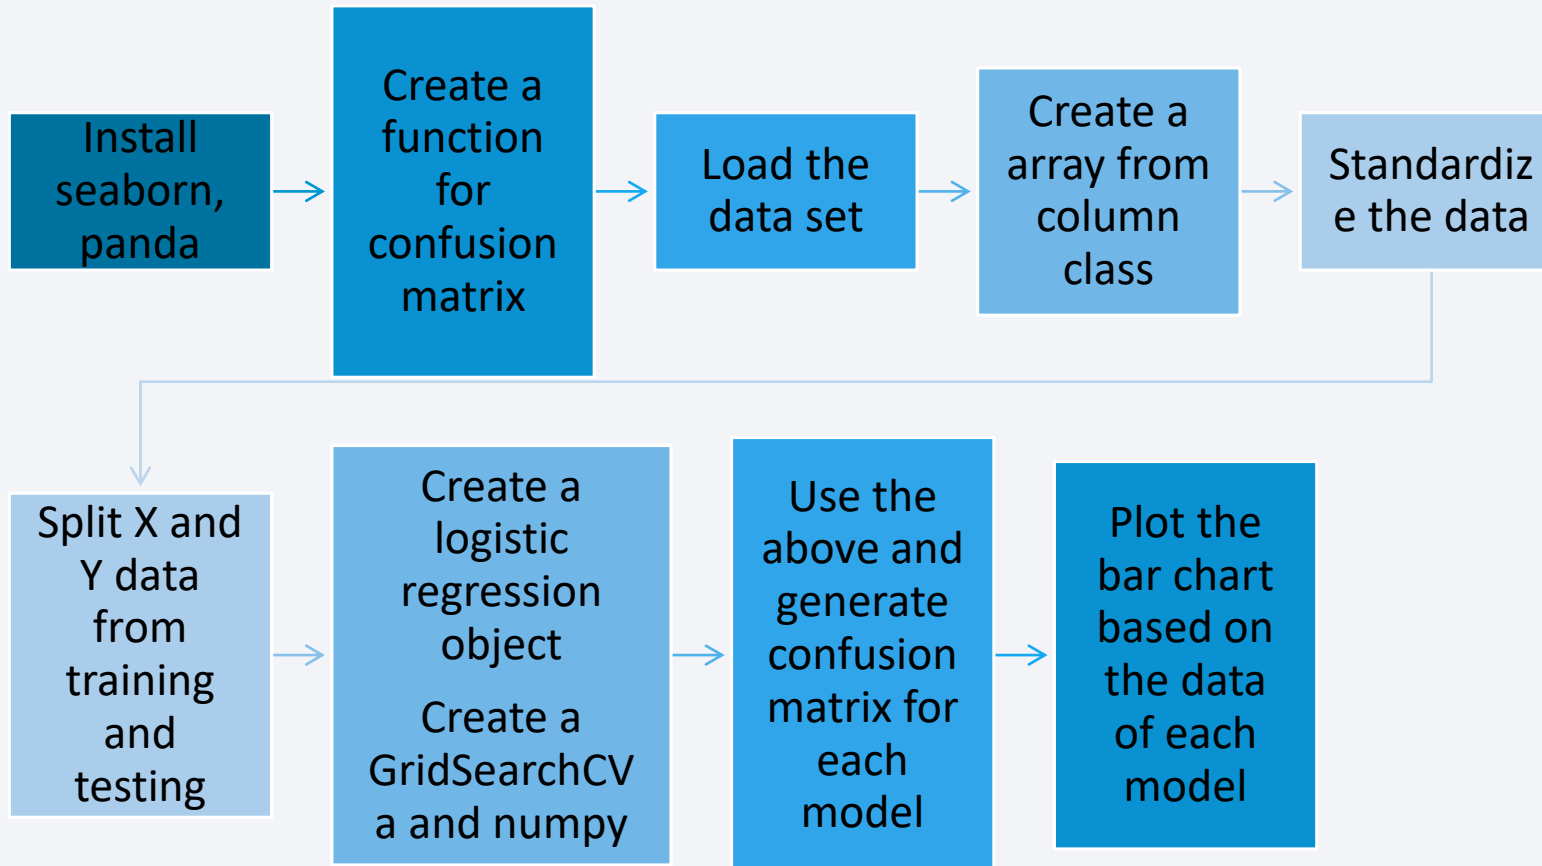 Install
seaborn,
panda
Create a
function
for
confusion
matrix
Load the
data set
Create a
array from
column
class
Standardiz
e the data
Split X and
Y data
from
training
and
testing
Create a
logistic
regression
object
Create a
GridSearchCV
a and numpy
Use the
above and
generate
confusion
matrix for
each
model
Plot the
bar chart
based on
the data
of each
model